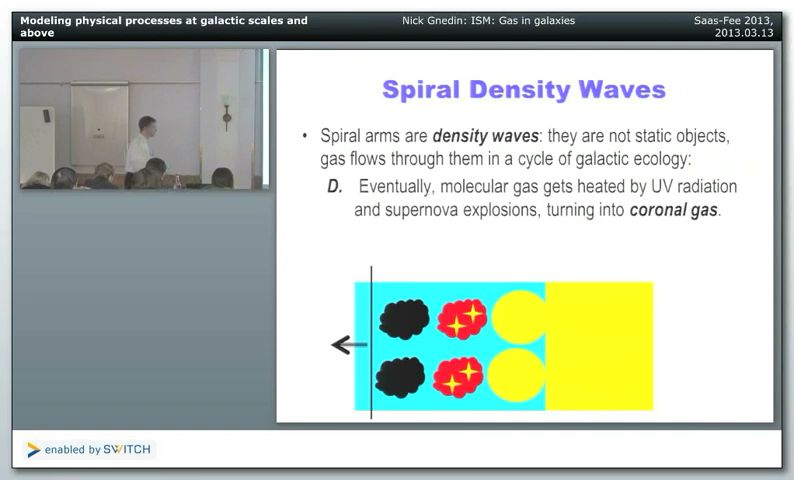 Modeling physical processes at galactic scales and above
Nick Gnedin: ISM: Gas in galaxies
Saas-Fee 2013,
2013.03.13
Spiral Density Waves
• Spiral arms are density waves: they are not static objects,
gas flows through them in a cycle of galactic ecology:
D. Eventually, molecular gas gets heated by UV radiation
and supernova explosions, turning into coronal gas.
enabled by SWITCH